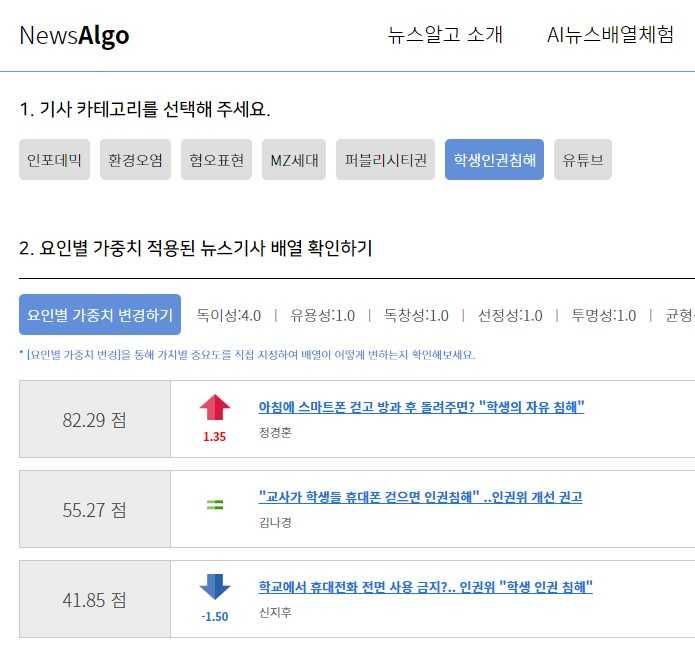 NewsAlgo 뉴스알고 소개 AI뉴스배열체험
1. 기사 카테고리를 선택해 주세요.
인포데믹 환경오염 혐오표현 MZ세대 퍼블리시티권 학생인권침해 유튜브
2. 요인별 가중치 적용된 뉴스기사 배열 확인하기
요인별 가중치 변경하기 독이성:4.0 | 유용성:1.0 | 독창성:1.0 | 선정성:1.0 | 투명성:1.0 | 균형
* [요인별 가중치 변경]을 통해 가치별 중요도를 직접 지정하여 배열이 어떻게 변하는지 확인해보세요.
82.29 점
1.35
아침에 스마트폰 걷고 방과 후 돌려주면? "학생의 자유 침해"
정경훈
55.27 점
"교사가 학생들 휴대폰 걷으면 인권침해" ..인권위 개선 권고
김나경
41.85 점
-1.50
학교에서 휴대전화 전면 사용 금지?.. 인권위 "학생 인권 침해"
신지후